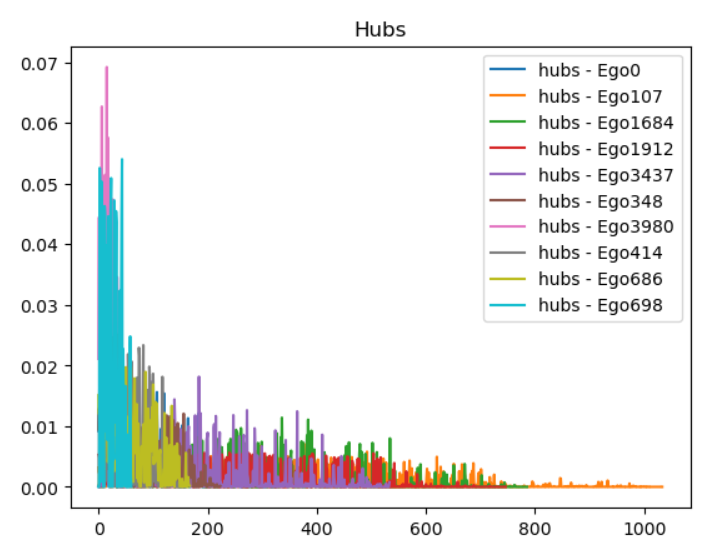 Hubs
0.07
0.06
0.05
0.04
0.03
0.02
0.01
0.00
0 200 400 600 800 1000
hubs - Ego0
hubs - Ego107
hubs - Ego1684
hubs - Ego1912
hubs - Ego3437
hubs - Ego348
hubs - Ego3980
hubs - Ego414
hubs - Ego686
hubs - Ego698